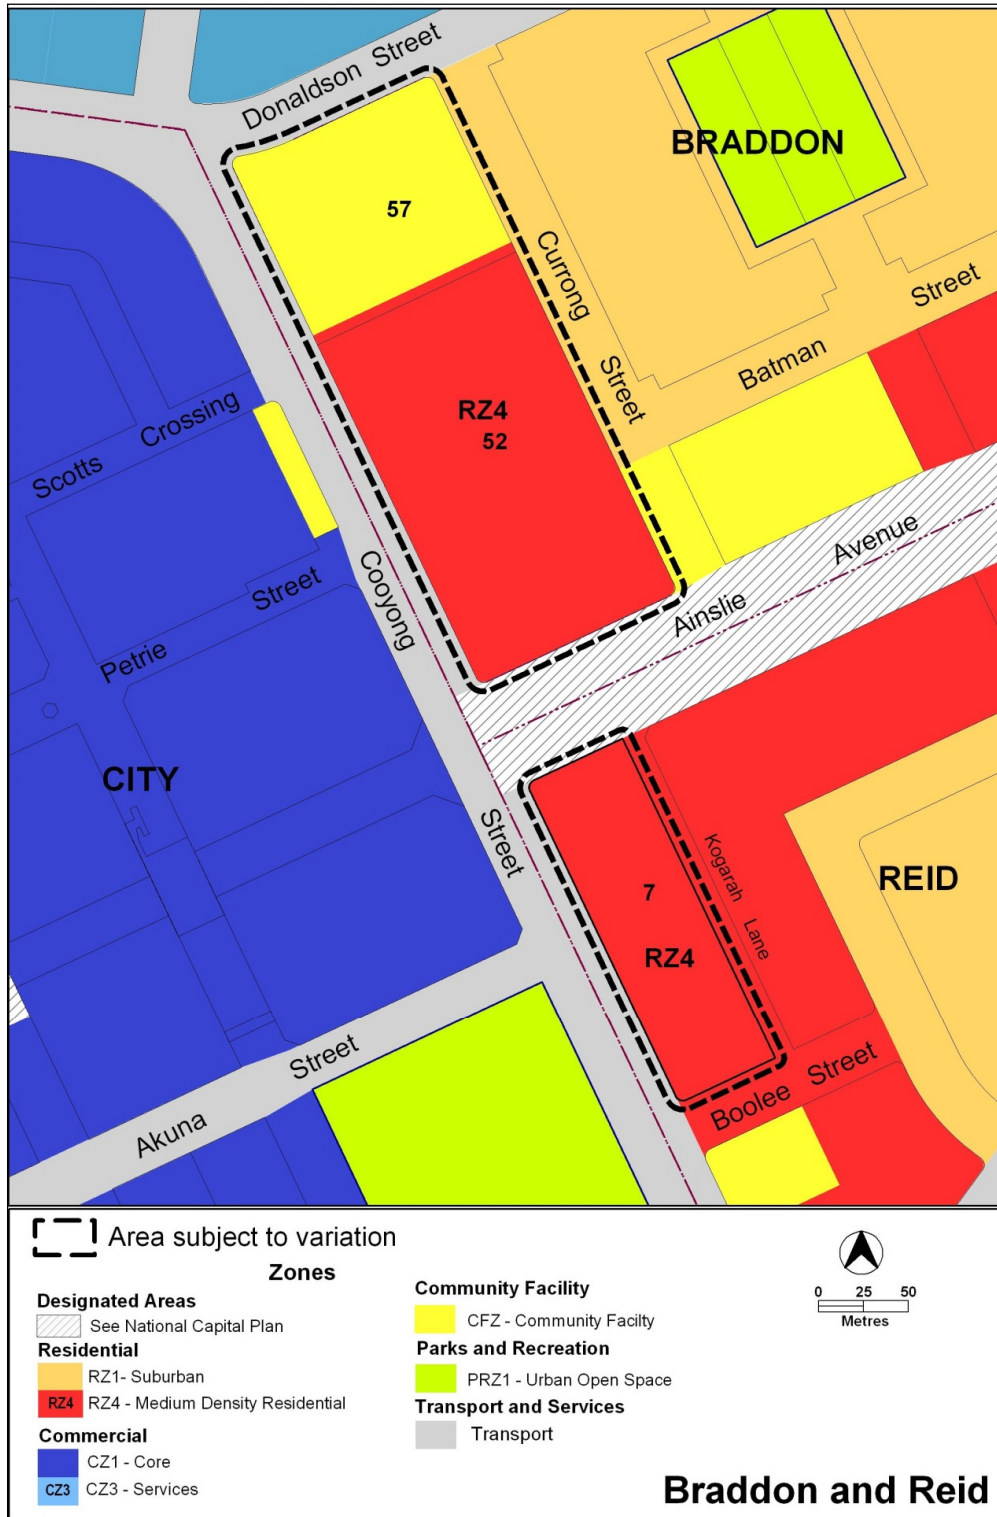 Donaldson Street
BRADDON
57
Currong Street
Batman Street
RZ4
52
Scotts Crossing
Cooyong Street
Petrie Street
Ainslie Avenue
CITY
7
RZ4
Kogarah Lane
REID
Akuna Street
Boolee Street
Area subject to variation
Zones
Designated Areas
See National Capital Plan
Residential
RZ1- Suburban
RZ4 RZ4 - Medium Density Residential
Commercial
CZ1 - Core
CZ3 CZ3 - Services
Community Facility
CFZ - Community Facilty
Parks and Recreation
PRZ1 - Urban Open Space
Transport and Services
Transport
0 25 50
Metres
Braddon and Reid